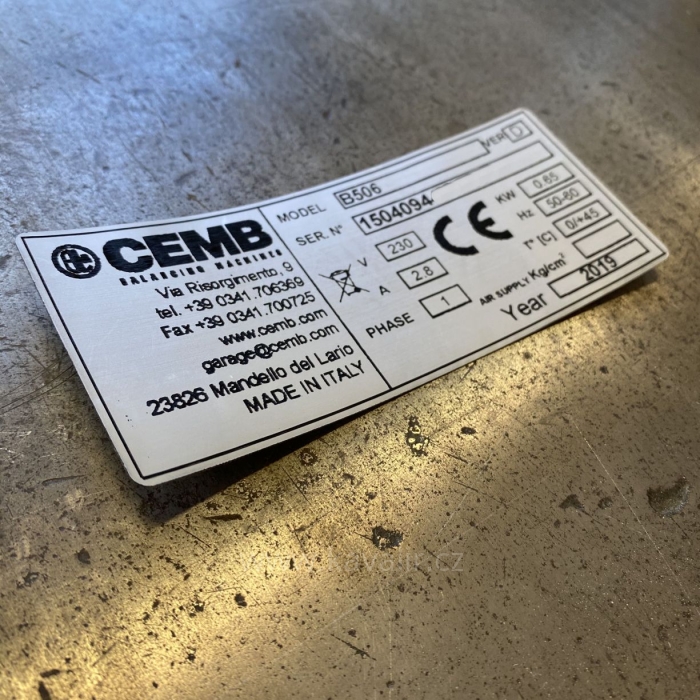 CEMB
BALANCING MACHINES
Via Risorgimento, 9
tel. +39 0341.706369
Fax +39 0341.700725
www.cemb.com
garage@cemb.com
23826 Mandello del Lario
MADE IN ITALY
MODEL B506 VER D
SER. N° 1504094
V 230 CE KW 0.65
A 2.8 Hz 50-60
PHASE 1 T° [C] 0/+45
AIR SUPPLY Kg/cm²
Year 2019